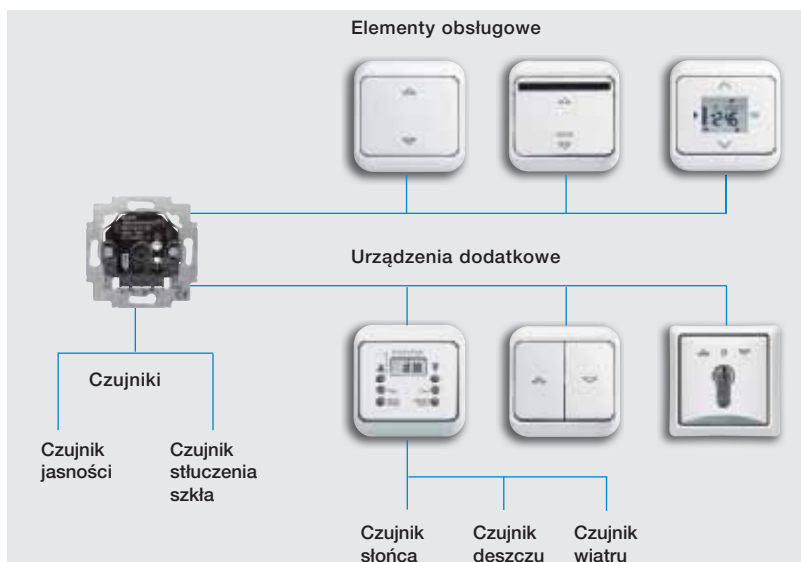 Elementy obsługowe
Urządzenia dodatkowe
Czujniki
Czujnik
jasności
Czujnik
stłuczenia
szkła
Czujnik
słońca
Czujnik
deszczu
Czujnik
wiatru